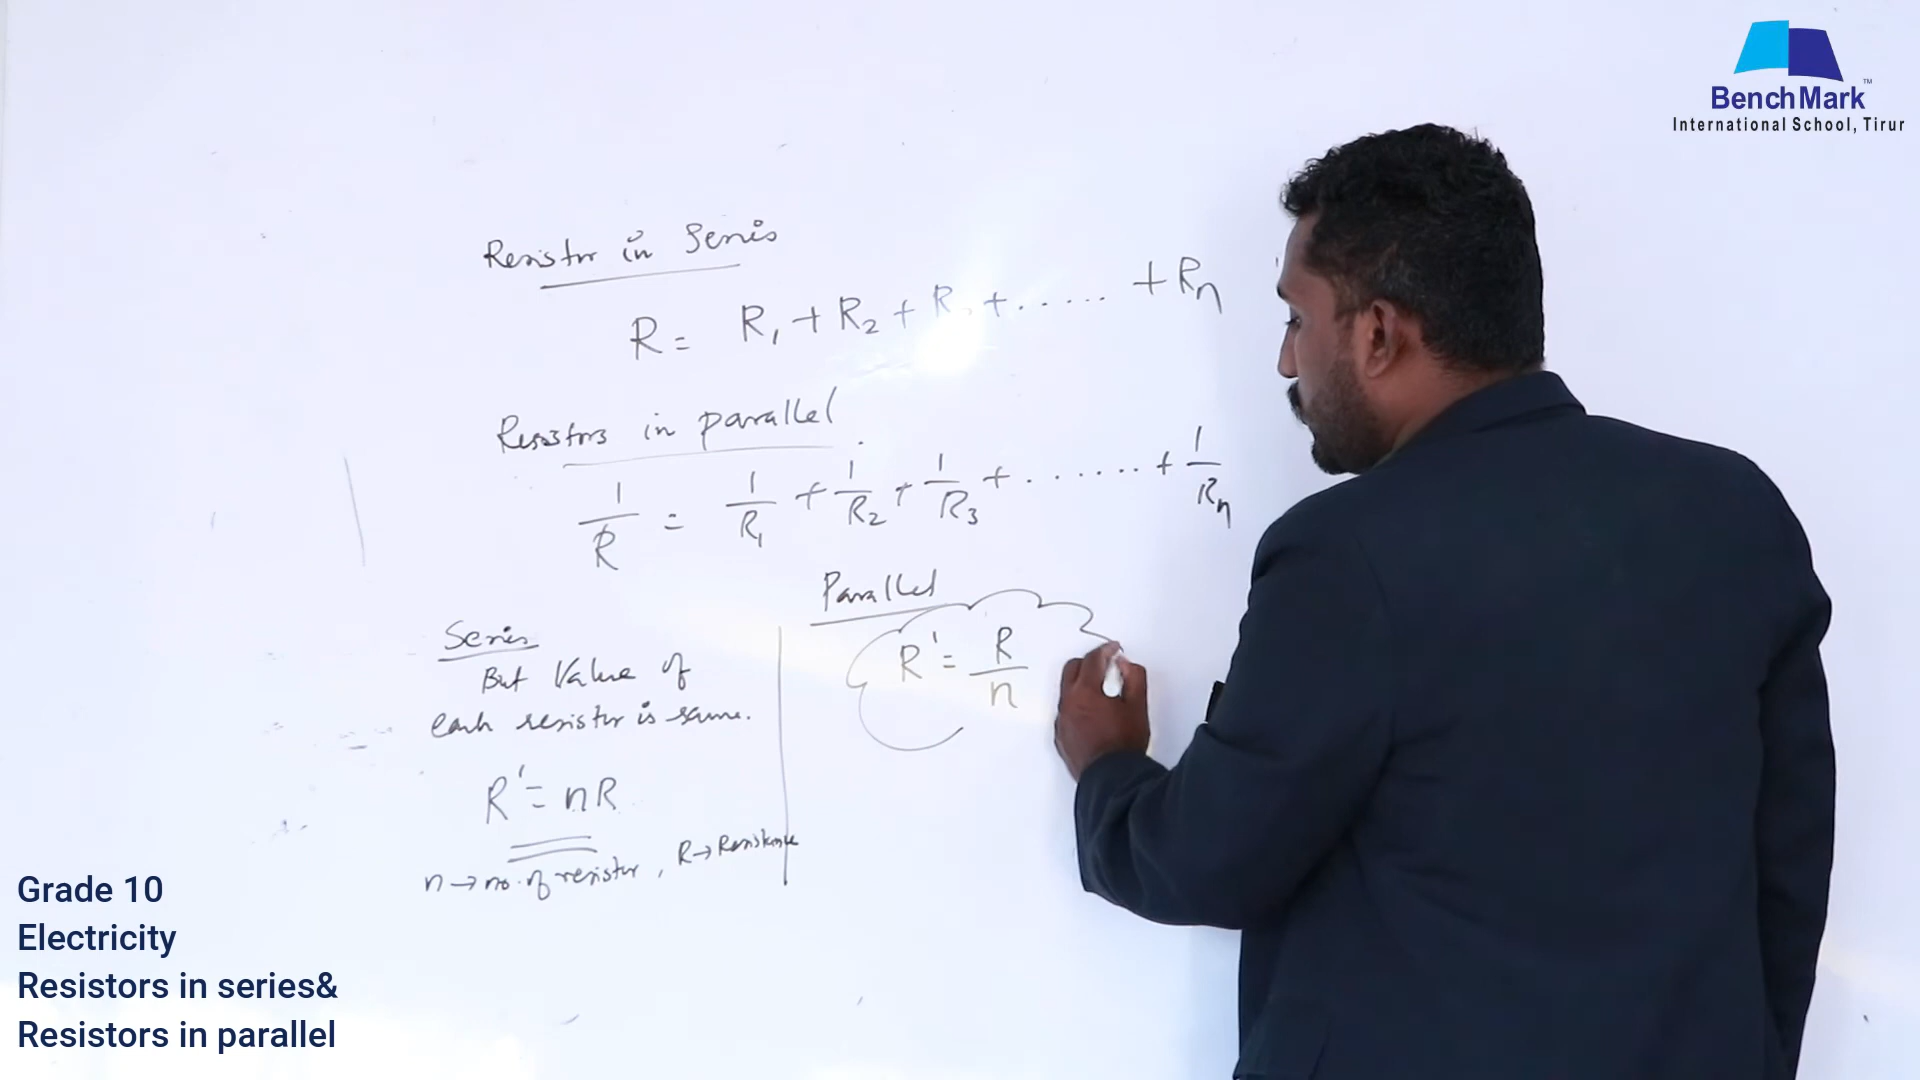 BenchMark™
International School, Tirur
Resistor in Series
R = R₁ + R₂ + R + ..... + Rn
Resistors in parallel
1/R = 1/R₁ + 1/R₂ + 1/R₃ + ....... + 1/Rn
Series
But Value of
each resistor is same.
R' = nR
n → no. of resistor, R → Resistance
Parallel
R' = R/n
Grade 10
Electricity
Resistors in series&
Resistors in parallel